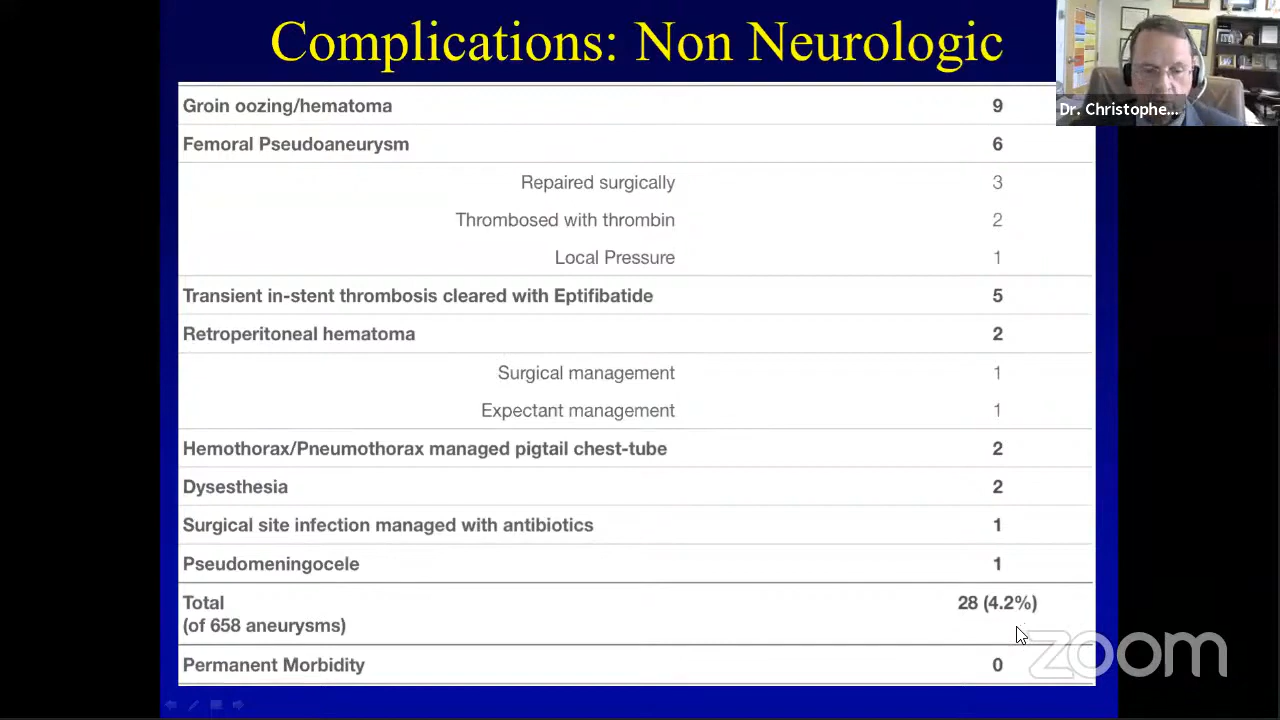 Complications: Non Neurologic
Dr. Christophe...
Groin oozing/hematoma 9
Femoral Pseudoaneurysm 6
Repaired surgically 3
Thrombosed with thrombin 2
Local Pressure 1
Transient in-stent thrombosis cleared with Eptifibatide 5
Retroperitoneal hematoma 2
Surgical management 1
Expectant management 1
Hemothorax/Pneumothorax managed pigtail chest-tube 2
Dysesthesia 2
Surgical site infection managed with antibiotics 1
Pseudomeningocele 1
Total 28 (4.2%)
(of 658 aneurysms)
Permanent Morbidity 0
zoom